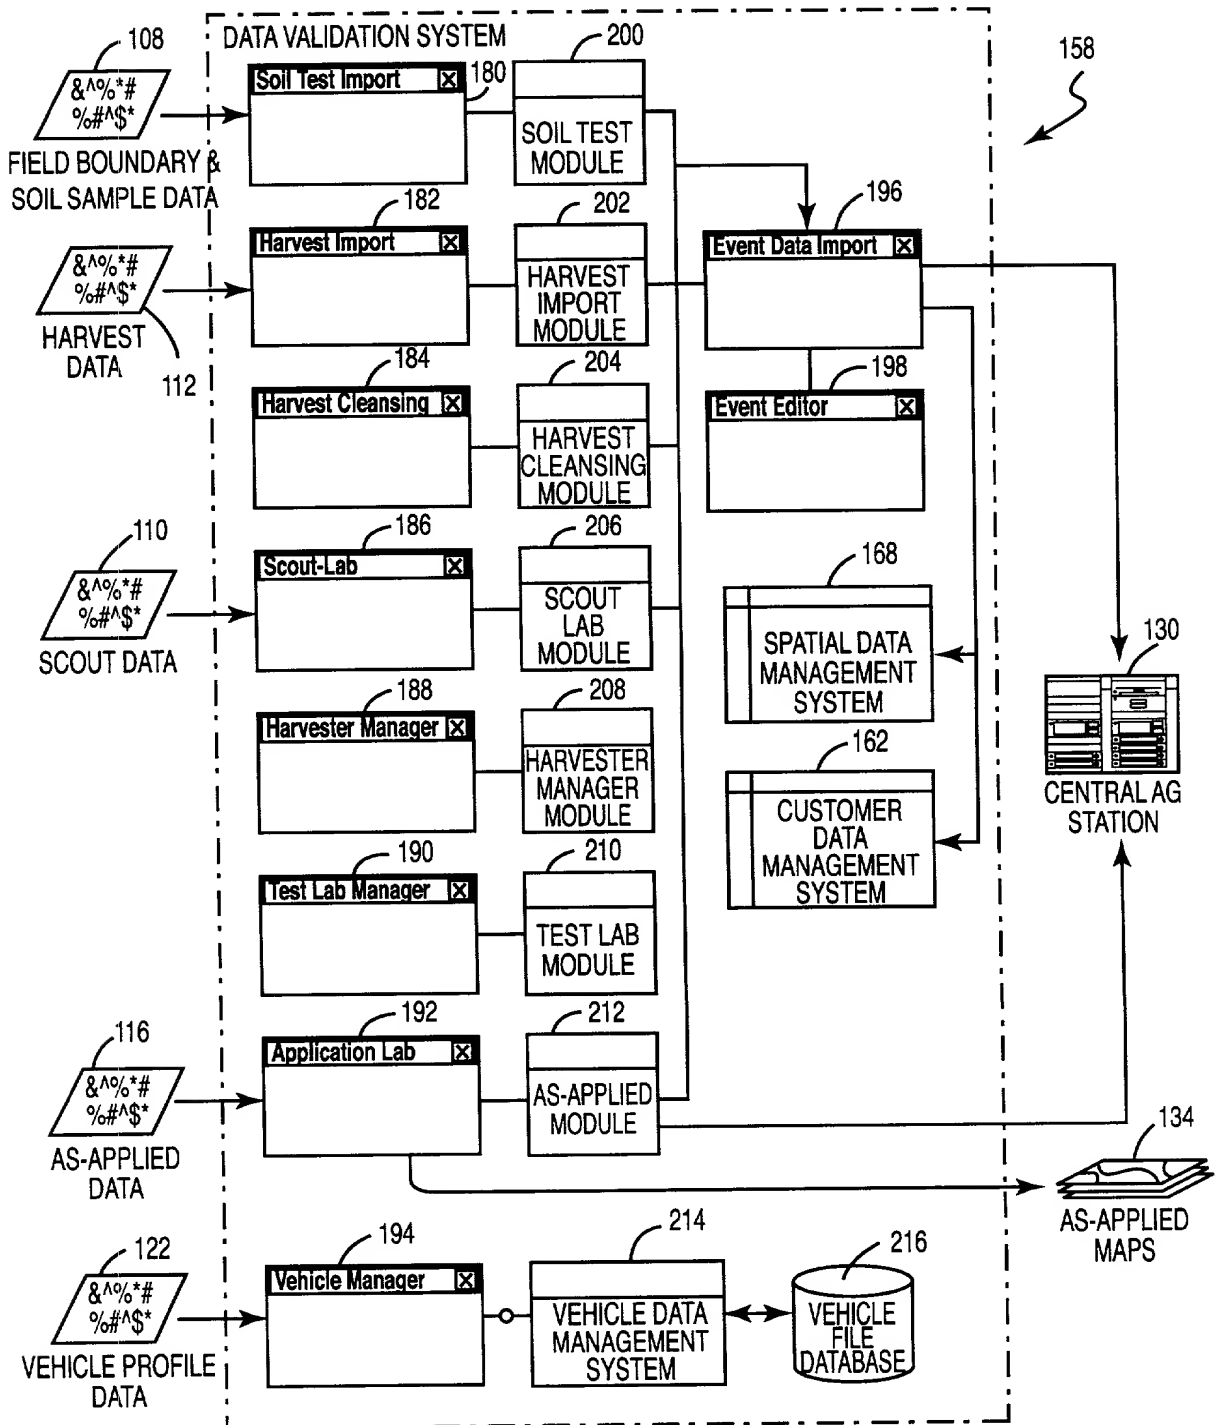 DATA VALIDATION SYSTEM
108
&^%*#
%#^$*
FIELD BOUNDARY &
SOIL SAMPLE DATA
Soil Test Import
180
200
SOIL TEST
MODULE
158
&^%*#
%#^$*
HARVEST
DATA
112
182
Harvest Import
202
HARVEST
IMPORT
MODULE
196
Event Data Import
184
Harvest Cleansing
204
HARVEST
CLEANSING
MODULE
198
Event Editor
110
&^%*#
%#^$*
SCOUT DATA
186
Scout-Lab
206
SCOUT
LAB
MODULE
168
SPATIAL DATA
MANAGEMENT
SYSTEM
130
CENTRAL AG
STATION
188
Harvester Manager
208
HARVESTER
MANAGER
MODULE
162
CUSTOMER
DATA
MANAGEMENT
SYSTEM
190
Test Lab Manager
210
TEST LAB
MODULE
116
&^%*#
%#^$*
AS-APPLIED
DATA
192
Application Lab
212
AS-APPLIED
MODULE
134
AS-APPLIED
MAPS
122
&^%*#
%#^$*
VEHICLE PROFILE
DATA
194
Vehicle Manager
214
VEHICLE DATA
MANAGEMENT
SYSTEM
216
VEHICLE
FILE
DATABASE